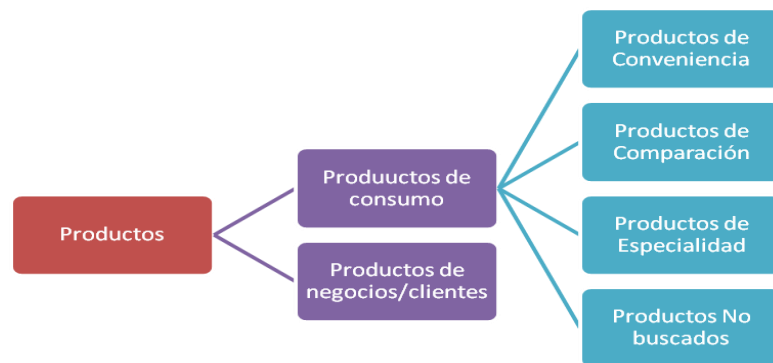 Productos
Produuctos de
consumo
Productos de
negocios/clientes
Productos de
Conveniencia
Productos de
Comparación
Productos de
Especialidad
Productos No
buscados